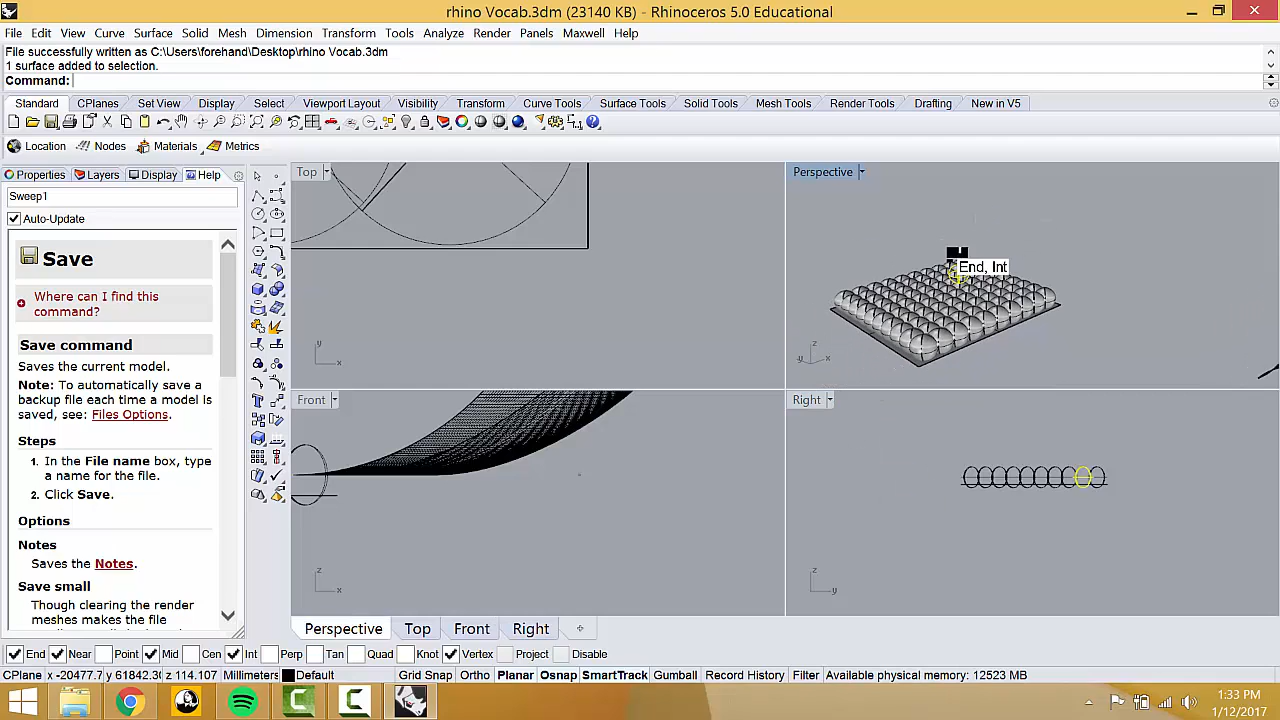 rhino Vocab.3dm (23140 KB) - Rhinoceros 5.0 Educational
File Edit View Curve Surface Solid Mesh Dimension Transform Tools Analyze Render Panels Maxwell Help
File successfully written as C:\Users\forehand\Desktop\rhino Vocab.3dm
1 surface added to selection.
Command:
Standard CPlanes Set View Display Select Viewport Layout Visibility Transform Curve Tools Surface Tools Solid Tools Mesh Tools Render Tools Drafting New in V5
Location Nodes Materials Metrics
Properties Layers Display Help
Sweep1
Auto-Update
Save
Where can I find this
command?
Save command
Saves the current model.
Note: To automatically save a
backup file each time a model is
saved, see: Files Options.
Steps
1. In the File name box, type
a name for the file.
2. Click Save.
Options
Notes
Saves the Notes.
Save small
Though clearing the render
meshes makes the file
Top
y
x
Perspective
End, Int
z
y
x
Front
z
x
Right
z
y
Perspective Top Front Right
End Near Point Mid Cen Int Perp Tan Quad Knot Vertex Project Disable
CPlane x -20477.7 y 61842.30 z 114.107 Millimeters Default Grid Snap Ortho Planar Osnap SmartTrack Gumball Record History Filter Available physical memory: 12523 MB
1:33 PM
1/12/2017